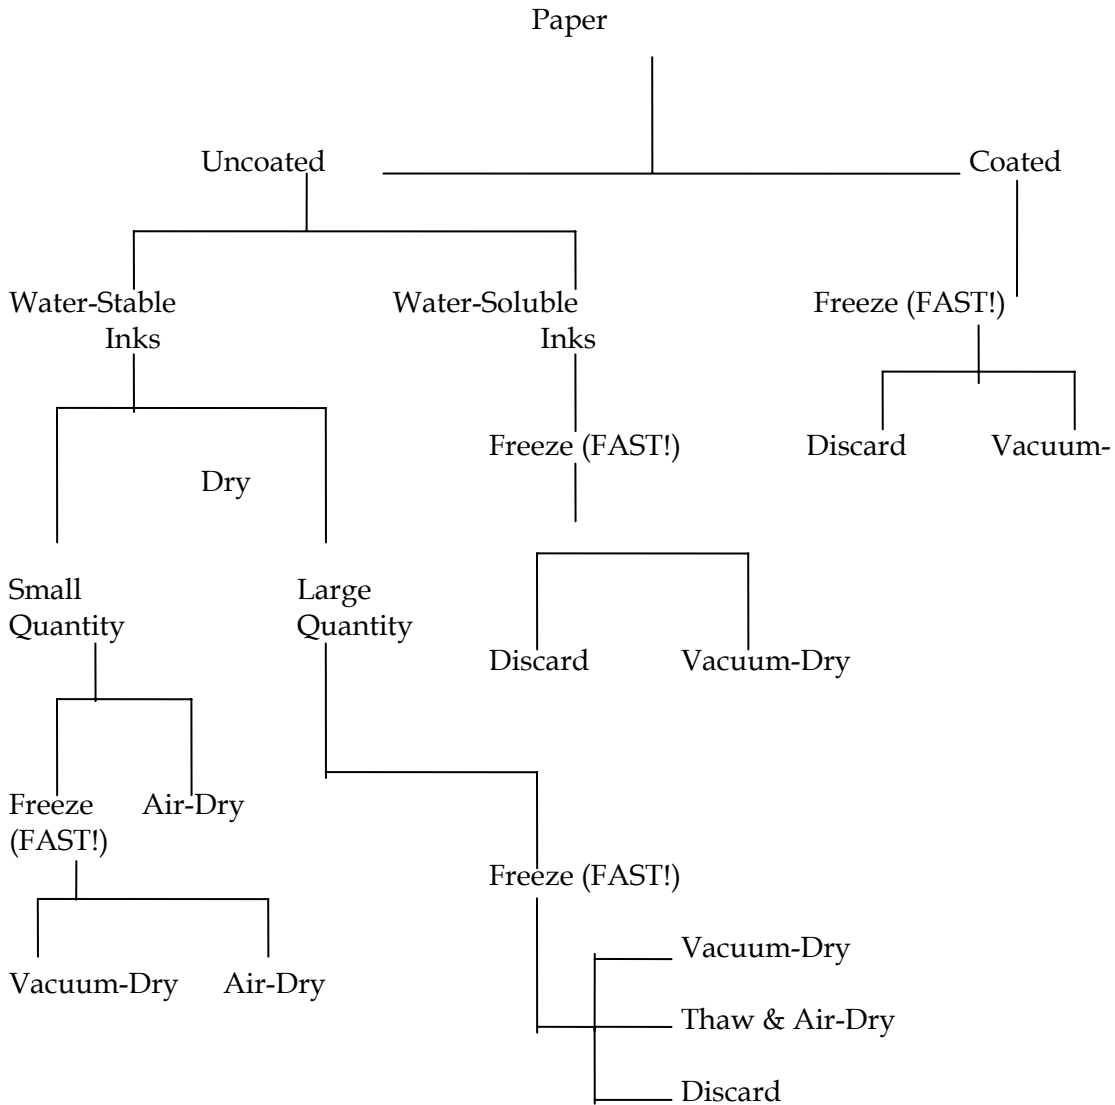 Paper
Uncoated
Coated
Water-Stable
Inks
Water-Soluble
Inks
Freeze (FAST!)
Freeze (FAST!)
Discard
Vacuum-
Dry
Small
Quantity
Large
Quantity
Discard
Vacuum-Dry
Freeze
(FAST!)
Air-Dry
Freeze (FAST!)
Vacuum-Dry
Air-Dry
Vacuum-Dry
Thaw & Air-Dry
Discard